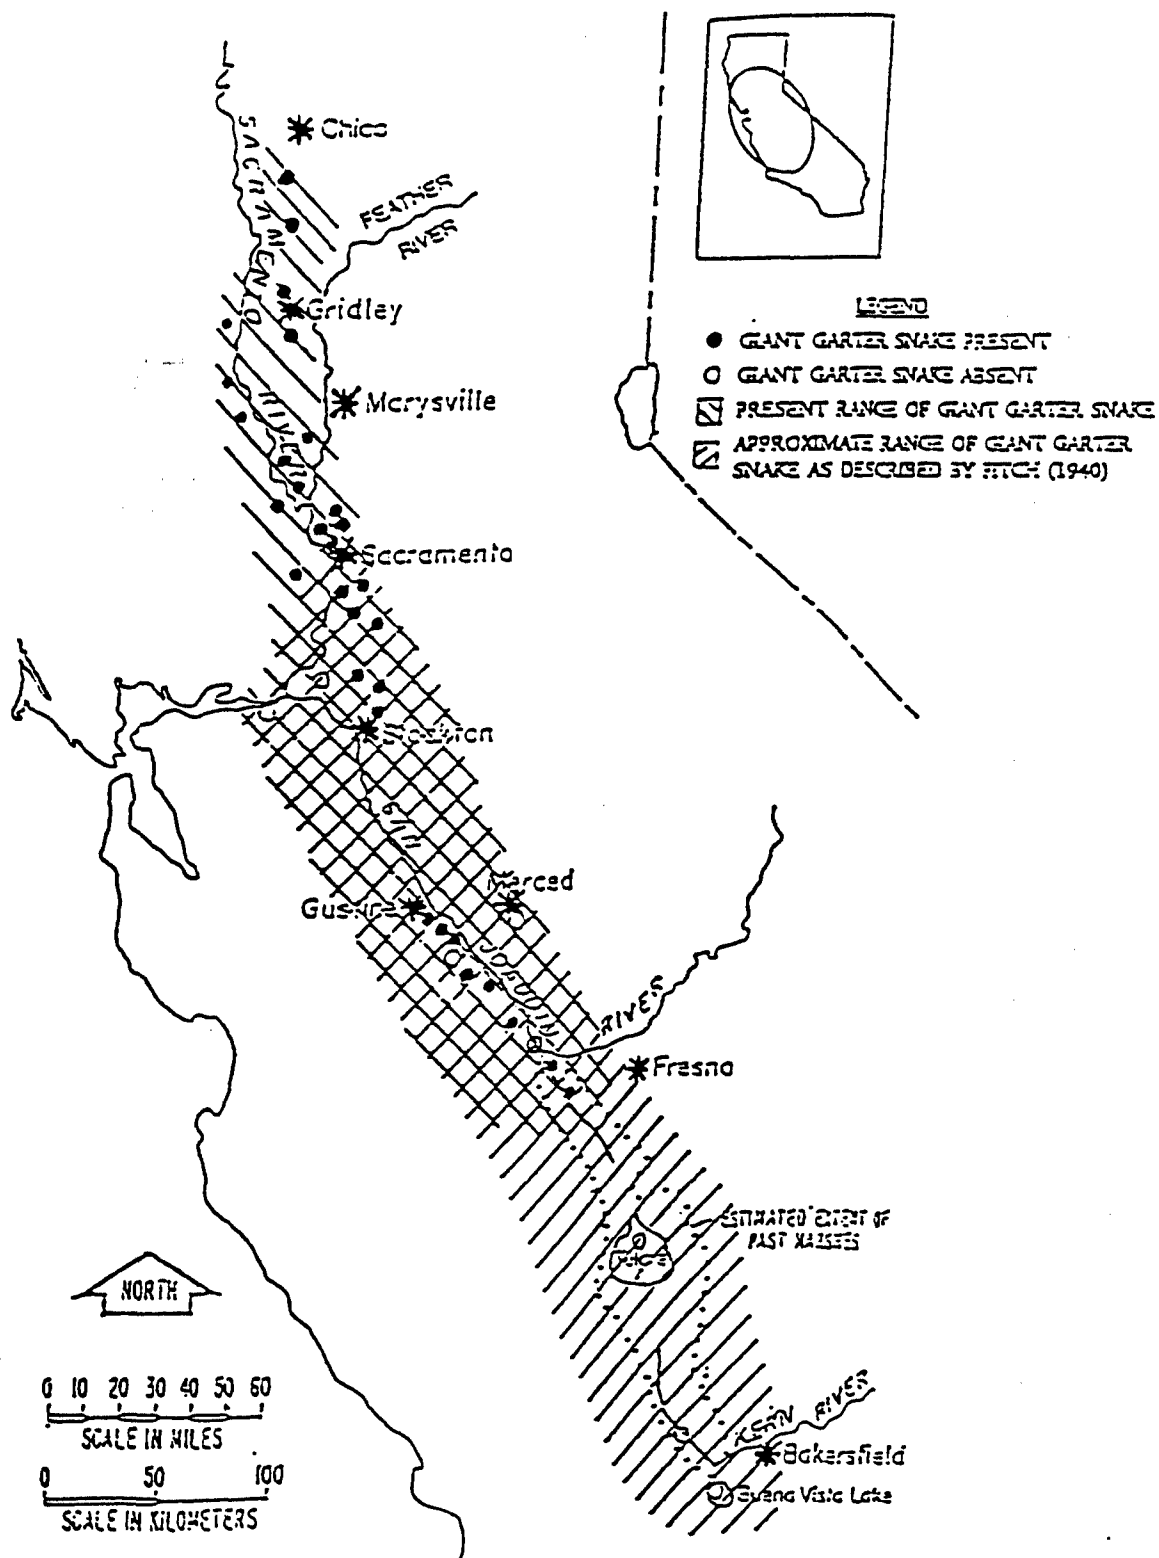 Chico
SACRAMENTO
RIVER
FEATHER
RIVER
Gridley
Marysville
LEGEND
GIANT GARTER SNAKE PRESENT
GIANT GARTER SNAKE ABSENT
PRESENT RANGE OF GIANT GARTER SNAKE
APPROXIMATE RANGE OF GIANT GARTER
SNAKE AS DESCRIBED BY FITCH (1940)
Sacramento
Stockton
SAN
Merced
Gustine
JOAQUIN
RIVER
Fresno
ESTIMATED EXTENT OF
PAST MARSHES
NORTH
0 10 20 30 40 50 60
SCALE IN MILES
0 50 100
SCALE IN KILOMETERS
KERN RIVER
Bakersfield
Buena Vista Lake